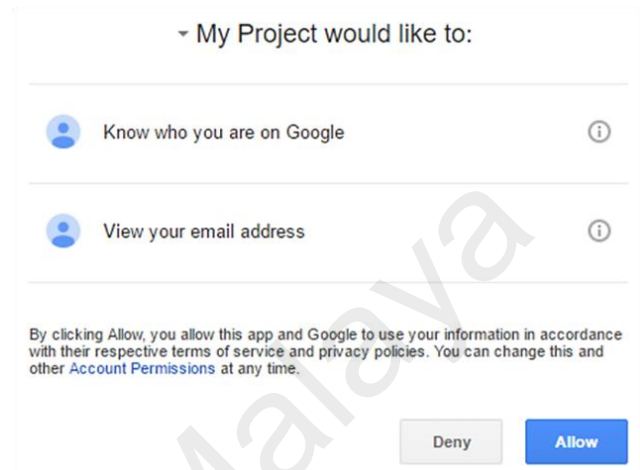 My Project would like to:
Know who you are on Google
View your email address
By clicking Allow, you allow this app and Google to use your information in accordance
with their respective terms of service and privacy policies. You can change this and
other Account Permissions at any time.
Deny Allow
Malaya